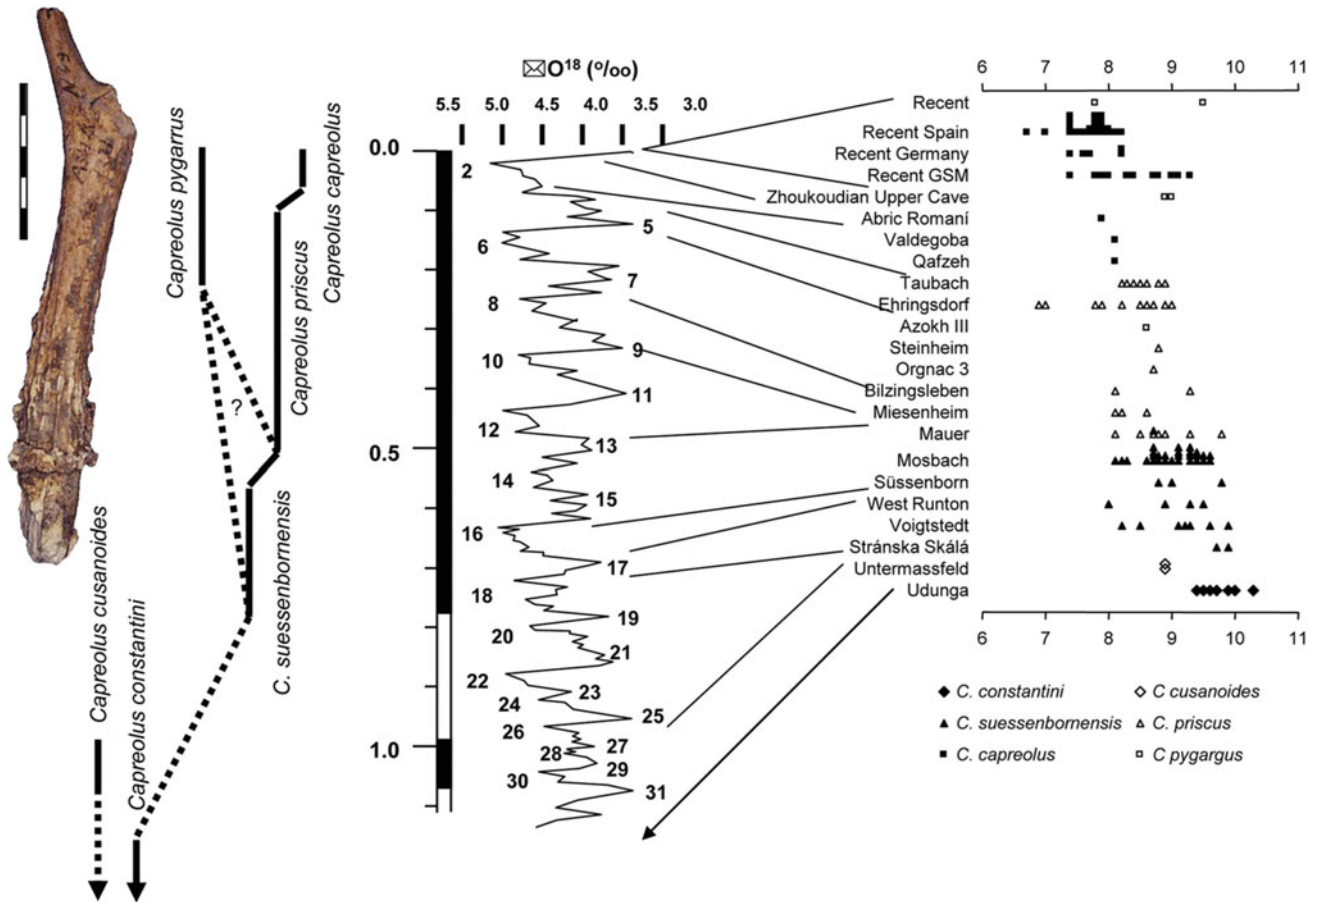 Capreolus cusanoides
Capreolus constantini
Capreolus pygarrus
?
C. suessenbornensis
Capreolus priscus
Capreolus capreolus
O¹⁸ (º/oo)
5.5 5.0 4.5 4.0 3.5 3.0
0.0
0.5
1.0
2
5
6
7
8
9
10
11
12
13
14
15
16
17
18
19
20
21
22
23
24
25
26
27
28
29
30
31
6 7 8 9 10 11
Recent
Recent Spain
Recent Germany
Recent GSM
Zhoukoudian Upper Cave
Abric Romaní
Valdegoba
Qafzeh
Taubach
Ehringsdorf
Azokh III
Steinheim
Orgnac 3
Bilzingsleben
Miesenheim
Mauer
Mosbach
Süssenborn
West Runton
Voigtstedt
Stránska Skálá
Untermassfeld
Udunga
6 7 8 9 10 11
C. constantini
C cusanoides
C. suessenbornensis
C. priscus
C. capreolus
C pygargus